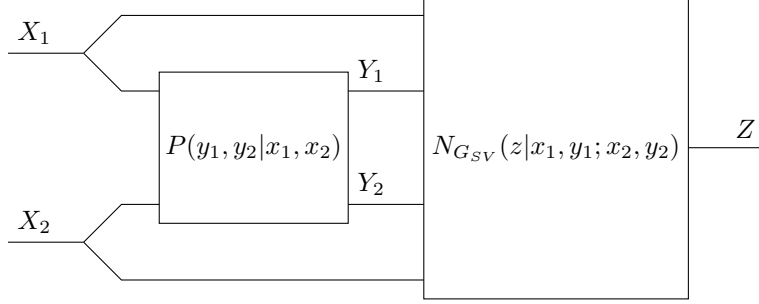 X_1
Y_1
P(y_1, y_2|x_1, x_2)
N_{G_{SV}}(z|x_1, y_1; x_2, y_2)
Z
Y_2
X_2